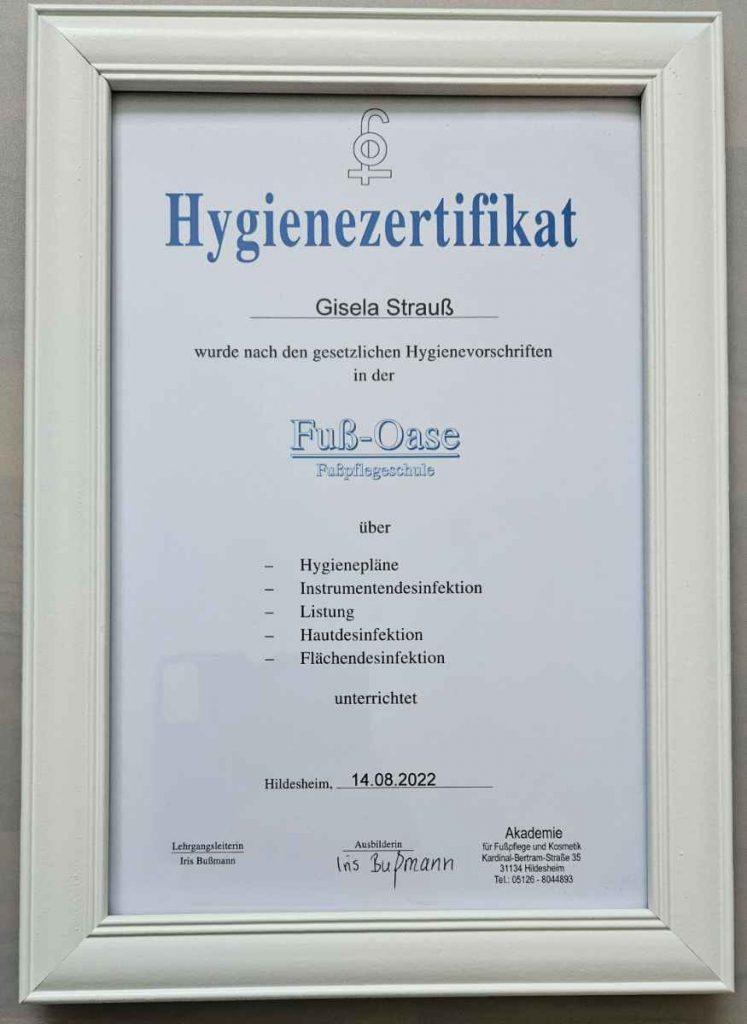 Hygienezertifikat
Gisela Strauß
wurde nach den gesetzlichen Hygienevorschriften
in der
Fuß-Oase
Fußpflegeschule
über
– Hygienepläne
– Instrumentendesinfektion
– Listung
– Hautdesinfektion
– Flächendesinfektion
unterrichtet
Hildesheim, 14.08.2022
Lehrgangsleiterin
Iris Bußmann
Ausbilderin
Iris Bußmann
Akademie
für Fußpflege und Kosmetik
Kardinal-Bertram-Straße 35
31134 Hildesheim
Tel.: 05126 - 8044893